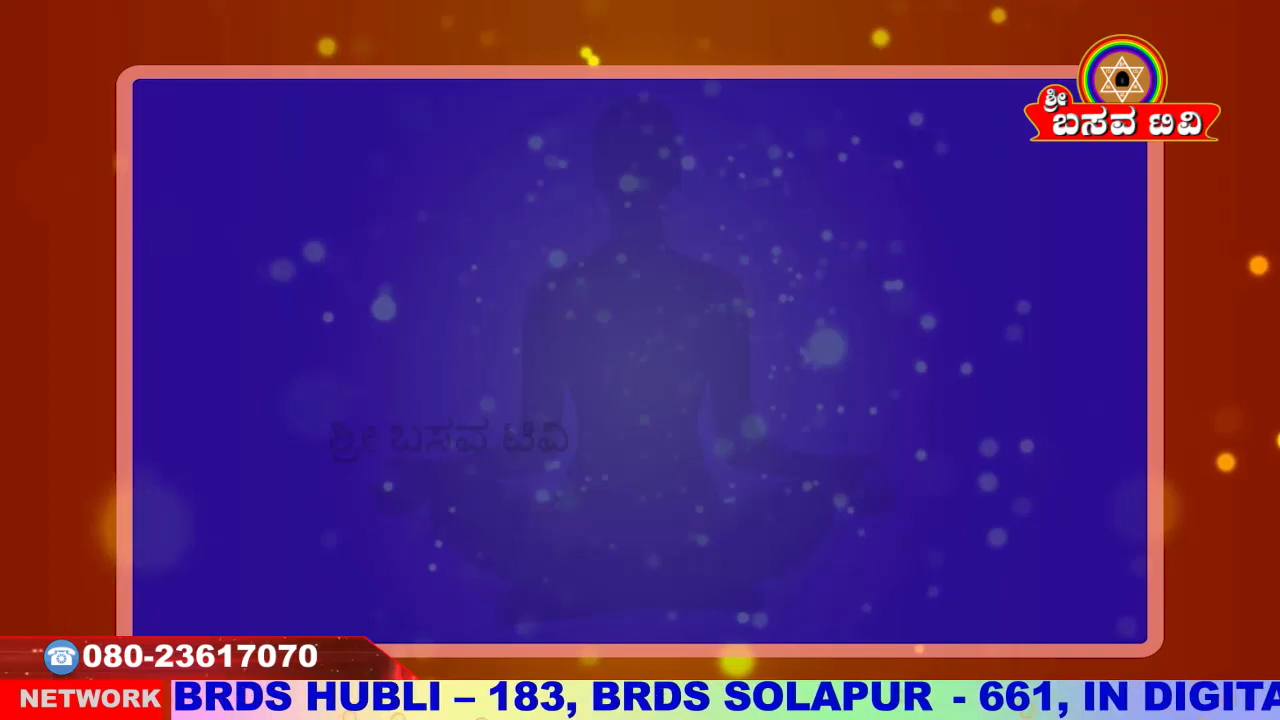 ಶ್ರೀ
ಬಸವ ಟಿವಿ
ಶ್ರೀ ಬಸವ ಟಿವಿ
080-23617070
NETWORK BRDS HUBLI – 183, BRDS SOLAPUR - 661, IN DIGITA